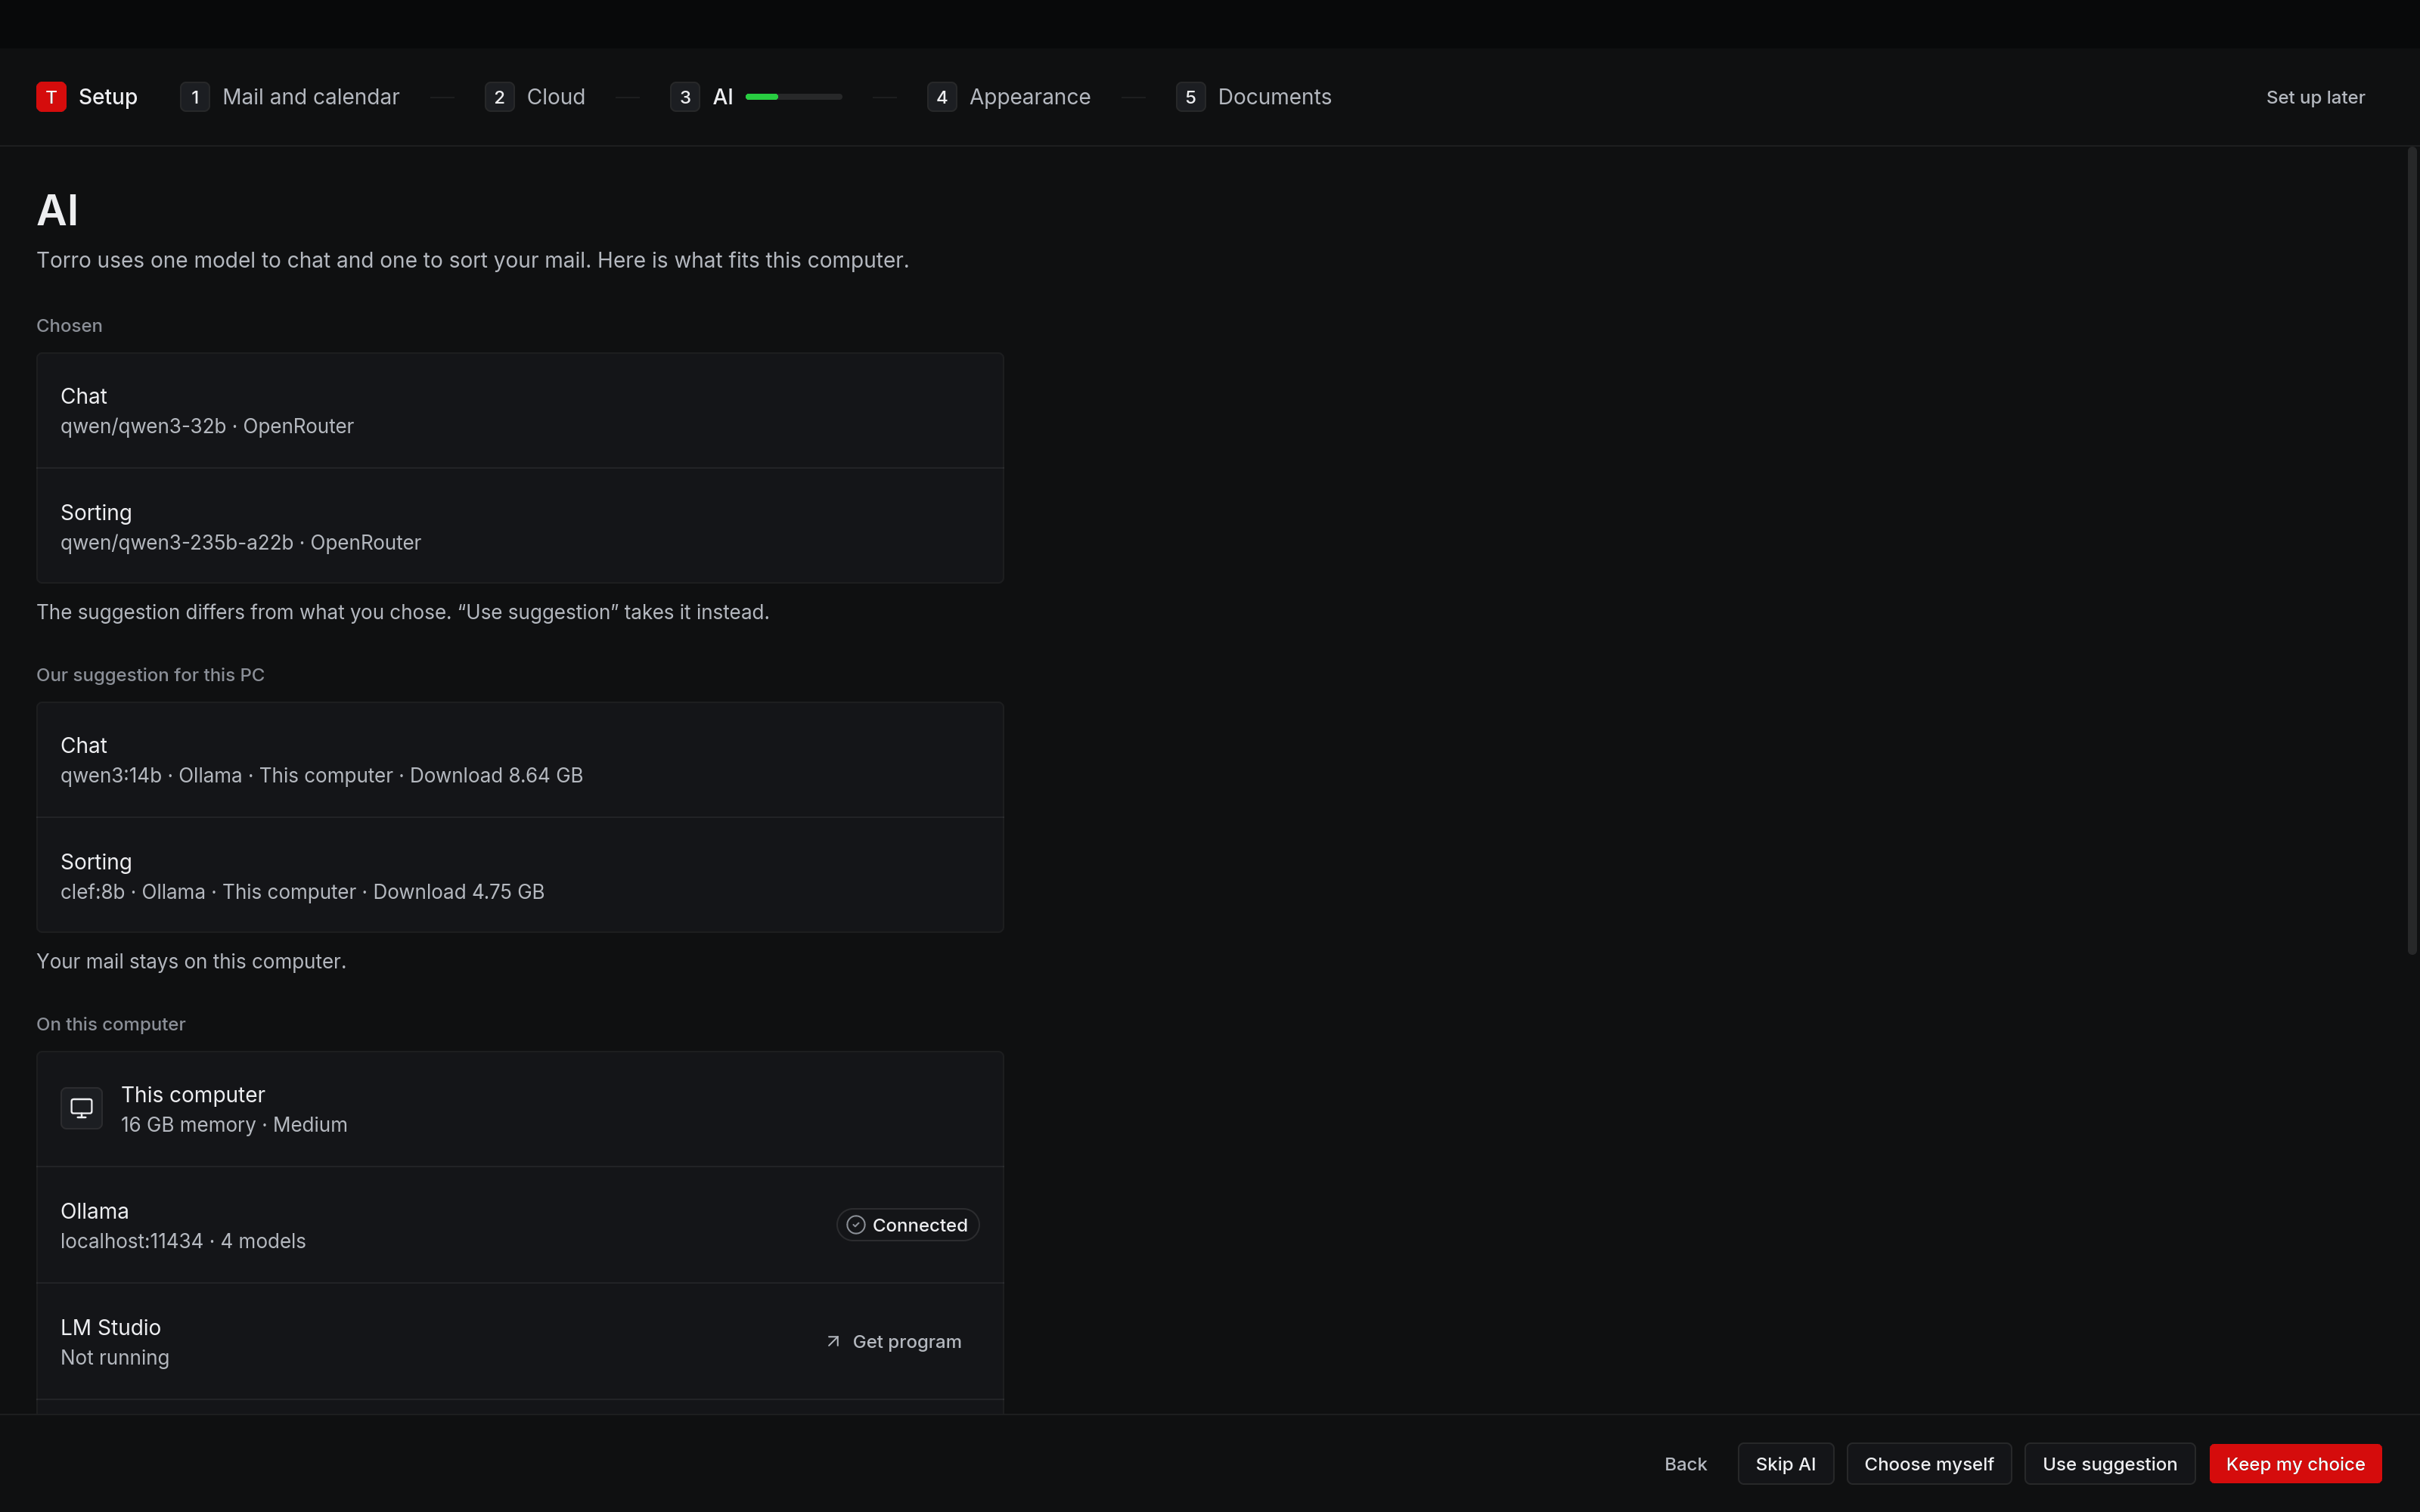 T Setup 1 Mail and calendar 2 Cloud 3 AI 4 Appearance 5 Documents Set up later
AI
Torro uses one model to chat and one to sort your mail. Here is what fits this computer.
Chosen
Chat
qwen/qwen3-32b · OpenRouter
Sorting
qwen/qwen3-235b-a22b · OpenRouter
The suggestion differs from what you chose. “Use suggestion” takes it instead.
Our suggestion for this PC
Chat
qwen3:14b · Ollama · This computer · Download 8.64 GB
Sorting
clef:8b · Ollama · This computer · Download 4.75 GB
Your mail stays on this computer.
On this computer
This computer
16 GB memory · Medium
Ollama
localhost:11434 · 4 models
Connected
LM Studio
Not running
Get program
Back Skip AI Choose myself Use suggestion Keep my choice